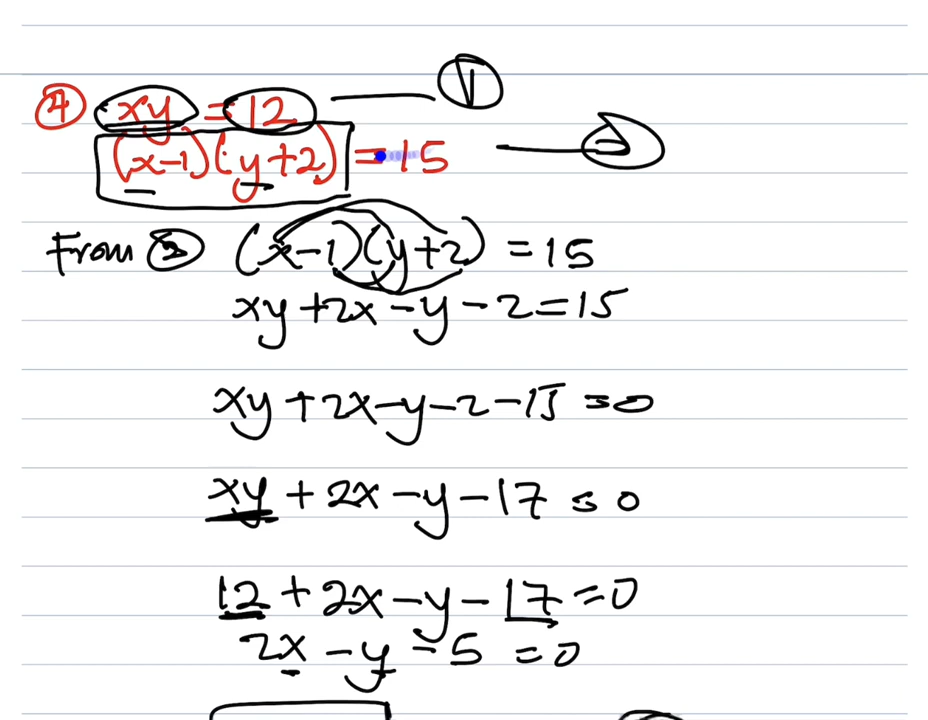 ④ xy = 12 —— ①
(x-1)(y+2) = 15 —— ②
From ② (x-1)(y+2) = 15
xy +2x -y - 2 = 15
xy + 2x - y - 2 - 15 = 0
xy + 2x - y - 17 = 0
12 + 2x - y - 17 = 0
2x - y - 5 = 0